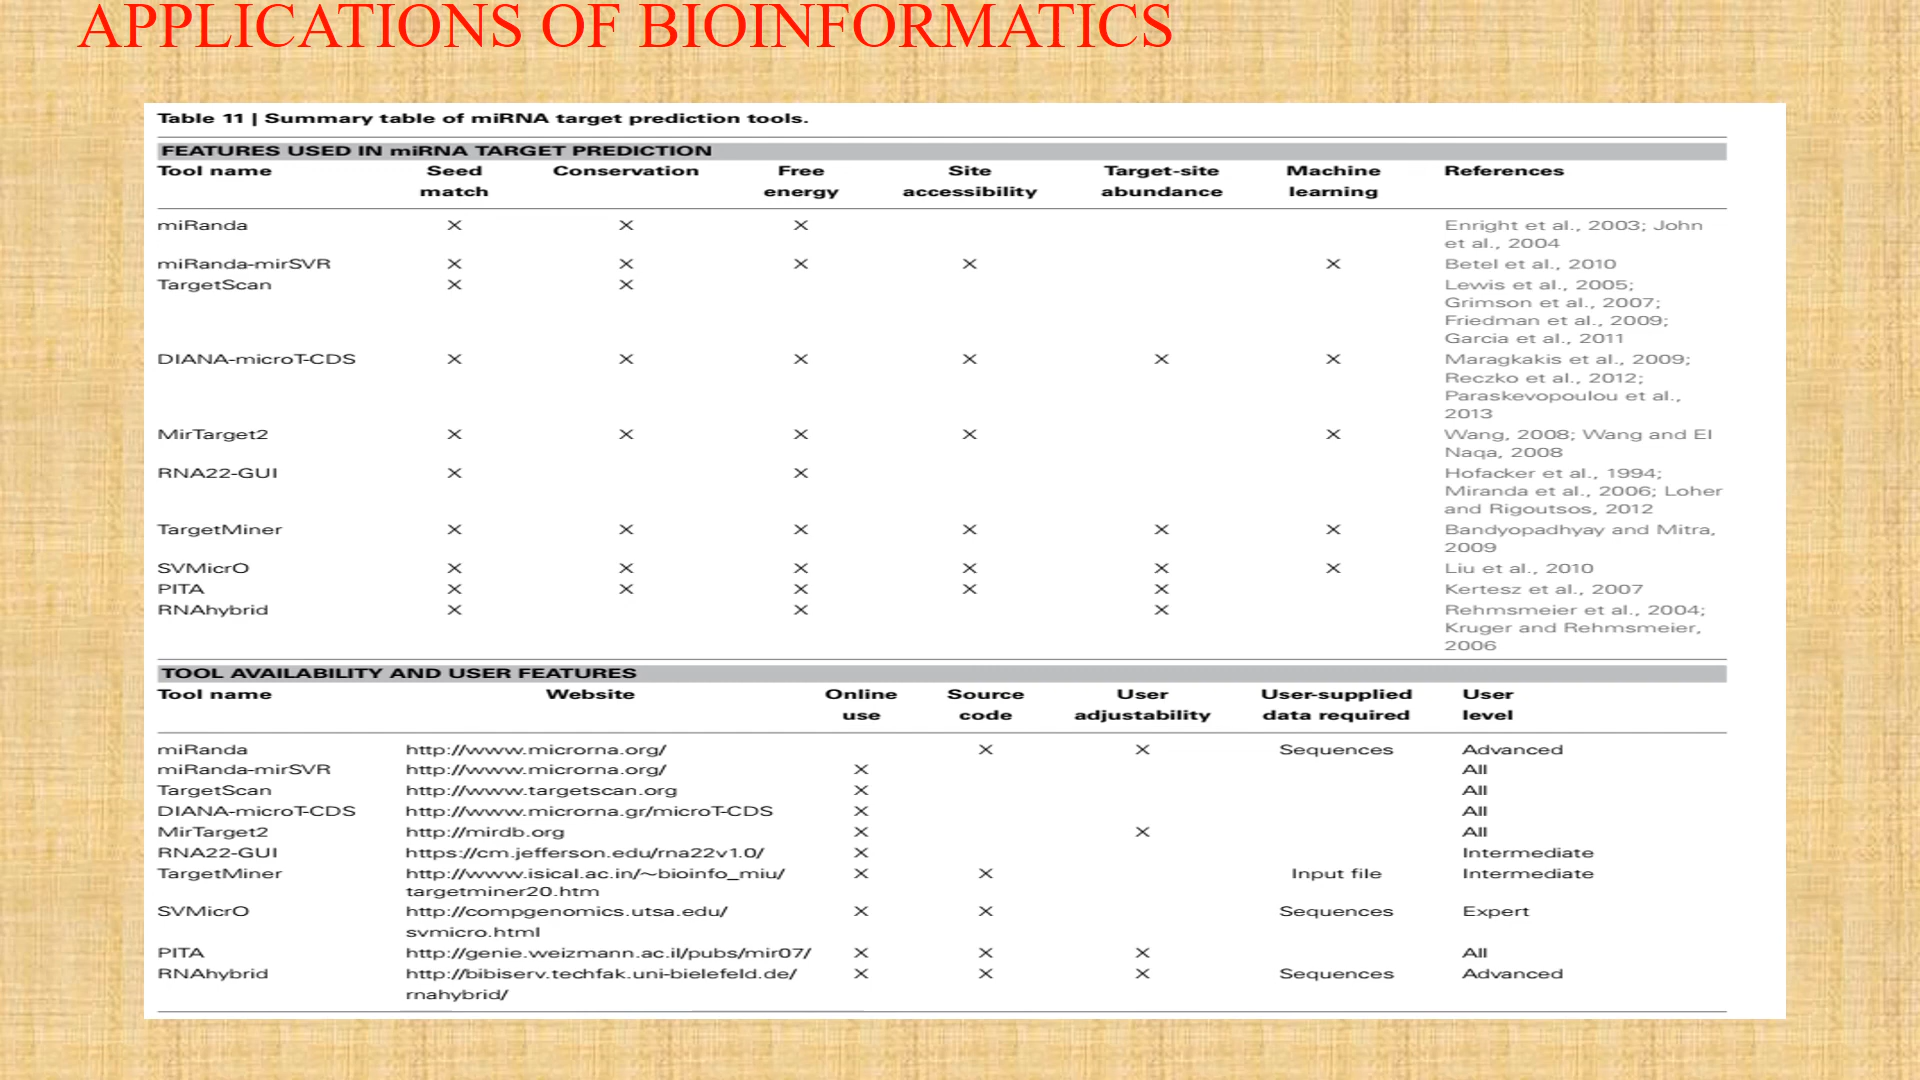 APPLICATIONS OF BIOINFORMATICS
Table 11 | Summary table of miRNA target prediction tools.
FEATURES USED IN miRNA TARGET PREDICTION
Tool name Seed Conservation Free Site Target-site Machine References
match energy accessibility abundance learning
miRanda X X X Enright et al., 2003; John
et al., 2004
miRanda-mirSVR X X X X X Betel et al., 2010
TargetScan X X Lewis et al., 2005;
Grimson et al., 2007;
Friedman et al., 2009;
Garcia et al., 2011
DIANA-microT-CDS X X X X X X Maragkakis et al., 2009;
Reczko et al., 2012;
Paraskevopoulou et al.,
2013
MirTarget2 X X X X X Wang, 2008; Wang and El
Naqa, 2008
RNA22-GUI X X Hofacker et al., 1994;
Miranda et al., 2006; Loher
and Rigoutsos, 2012
TargetMiner X X X X X X Bandyopadhyay and Mitra,
2009
SVMicrO X X X X X X Liu et al., 2010
PITA X X X X X Kertesz et al., 2007
RNAhybrid X X X Rehmsmeier et al., 2004;
Kruger and Rehmsmeier,
2006
TOOL AVAILABILITY AND USER FEATURES
Tool name Website Online Source User User-supplied User
use code adjustability data required level
miRanda http://www.microrna.org/ X X Sequences Advanced
miRanda-mirSVR http://www.microrna.org/ X All
TargetScan http://www.targetscan.org X All
DIANA-microT-CDS http://www.microrna.gr/microT-CDS X All
MirTarget2 http://mirdb.org X X All
RNA22-GUI https://cm.jefferson.edu/rna22v1.0/ X Intermediate
TargetMiner http://www.isical.ac.in/~bioinfo_miu/ X X Input file Intermediate
targetminer20.htm
SVMicrO http://compgenomics.utsa.edu/ X X Sequences Expert
svmicro.html
PITA http://genie.weizmann.ac.il/pubs/mir07/ X X X All
RNAhybrid http://bibiserv.techfak.uni-bielefeld.de/ X X X Sequences Advanced
rnahybrid/